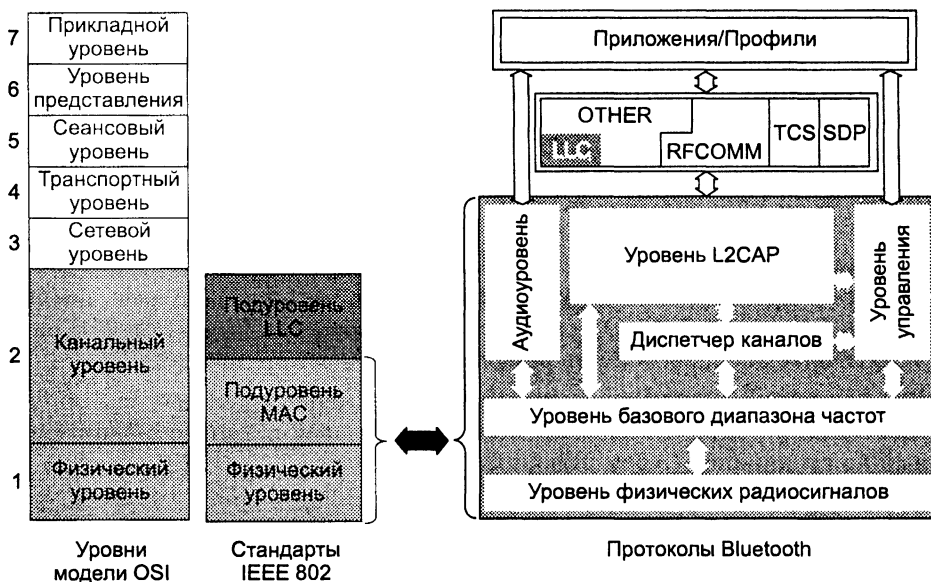 7
Прикладной
уровень
6
Уровень
представления
5
Сеансовый
уровень
4
Транспортный
уровень
3
Сетевой
уровень
2
Канальный
уровень
1
Физический
уровень
Уровни
модели OSI
Подуровень
LLC
Подуровень
MAC
Физический
уровень
Стандарты
IEEE 802
Приложения/Профили
OTHER
LLC
RFCOMM
TCS
SDP
Аудиоуровень
Уровень L2CAP
Диспетчер каналов
Уровень
управления
Уровень базового диапазона частот
Уровень физических радиосигналов
Протоколы Bluetooth